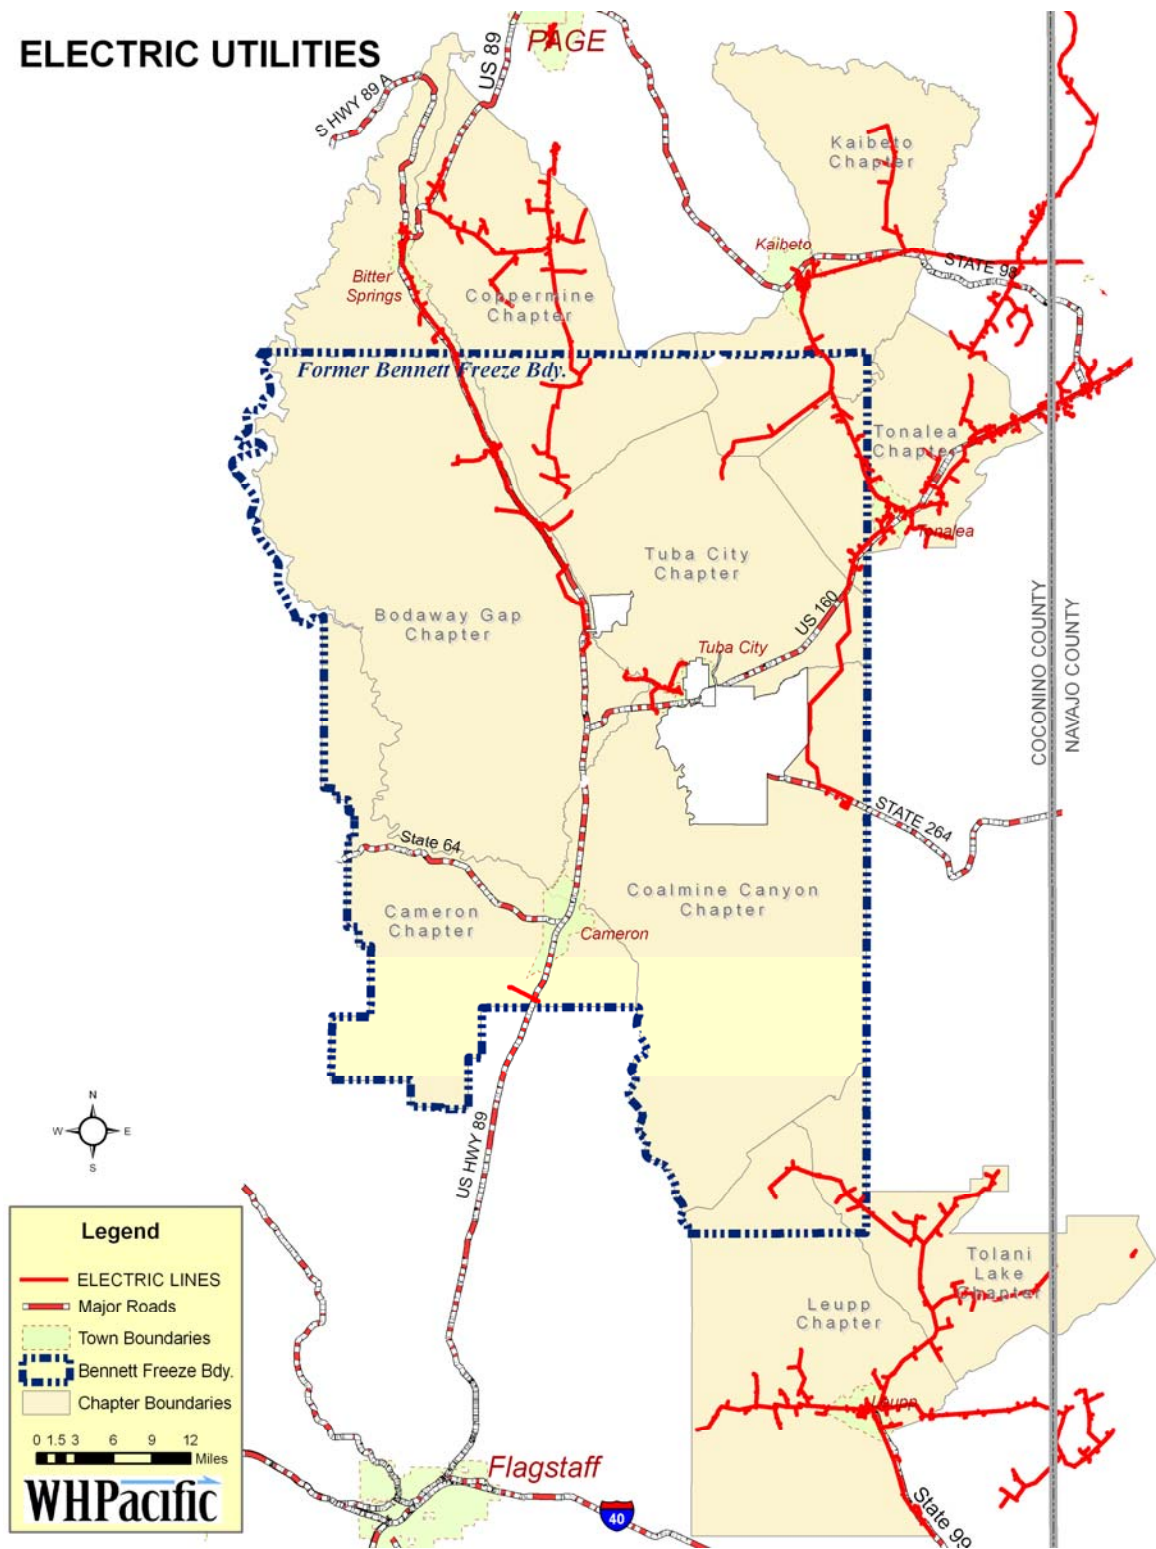 ELECTRIC UTILITIES
PAGE
US 89
S HWY 89 A
Kaibeto
Chapter
Kaibeto
STATE 98
Bitter
Springs
Coppermine
Chapter
Former Bennett Freeze Bdy.
Tonalea
Chapter
Tonalea
Tuba City
Chapter
Bodaway Gap
Chapter
US 160
Tuba City
COCONINO COUNTY
NAVAJO COUNTY
STATE 264
State 64
Coalmine Canyon
Chapter
Cameron
Chapter
Cameron
N
W
E
S
US HWY 89
Tolani
Lake
Chapter
Leupp
Chapter
Leupp
State 99
Flagstaff
40
Legend
ELECTRIC LINES
Major Roads
Town Boundaries
Bennett Freeze Bdy.
Chapter Boundaries
0 1.5 3 6 9 12
Miles
WHPacific